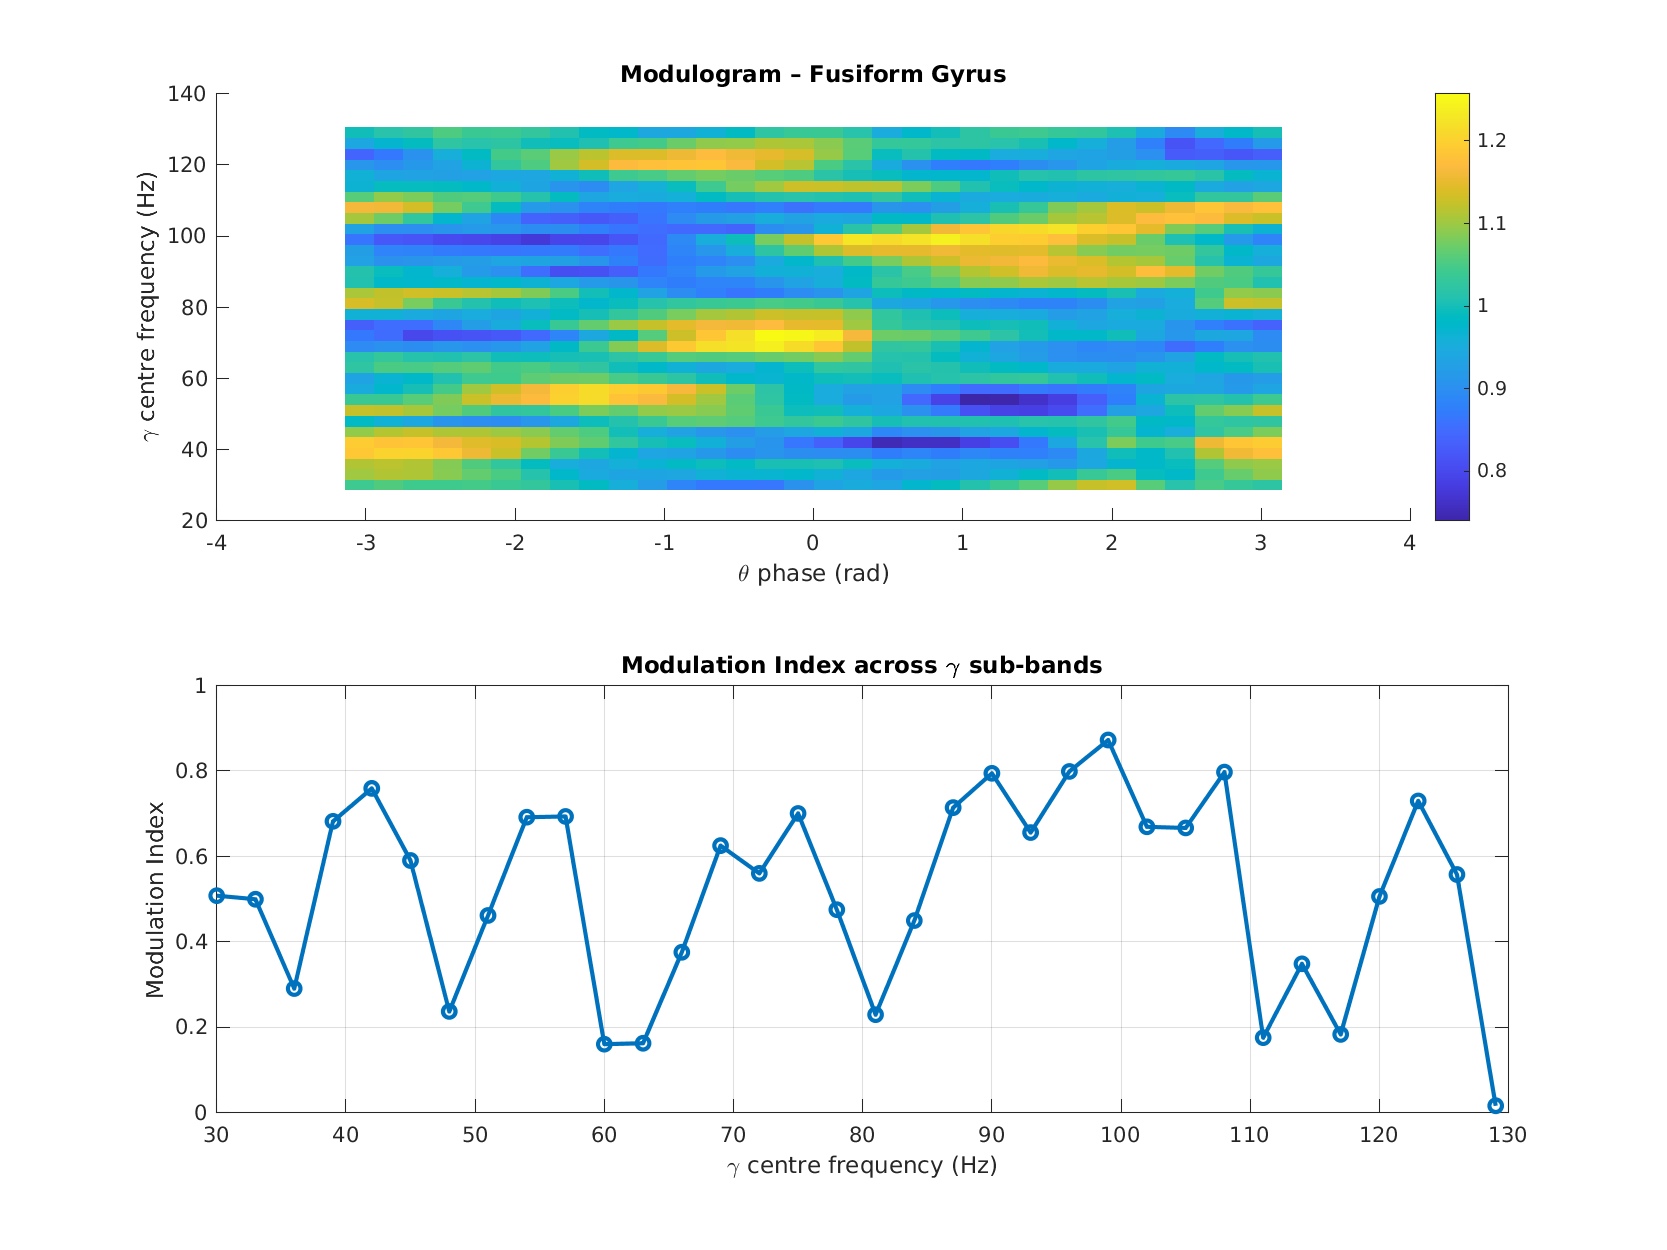 Modulogram – Fusiform Gyrus
140
120
100
80
60
40
20
γ centre frequency (Hz)
-4 -3 -2 -1 0 1 2 3 4
θ phase (rad)
1.2
1.1
1
0.9
0.8
Modulation Index across γ sub-bands
1
0.8
0.6
0.4
0.2
0
Modulation Index
30 40 50 60 70 80 90 100 110 120 130
γ centre frequency (Hz)